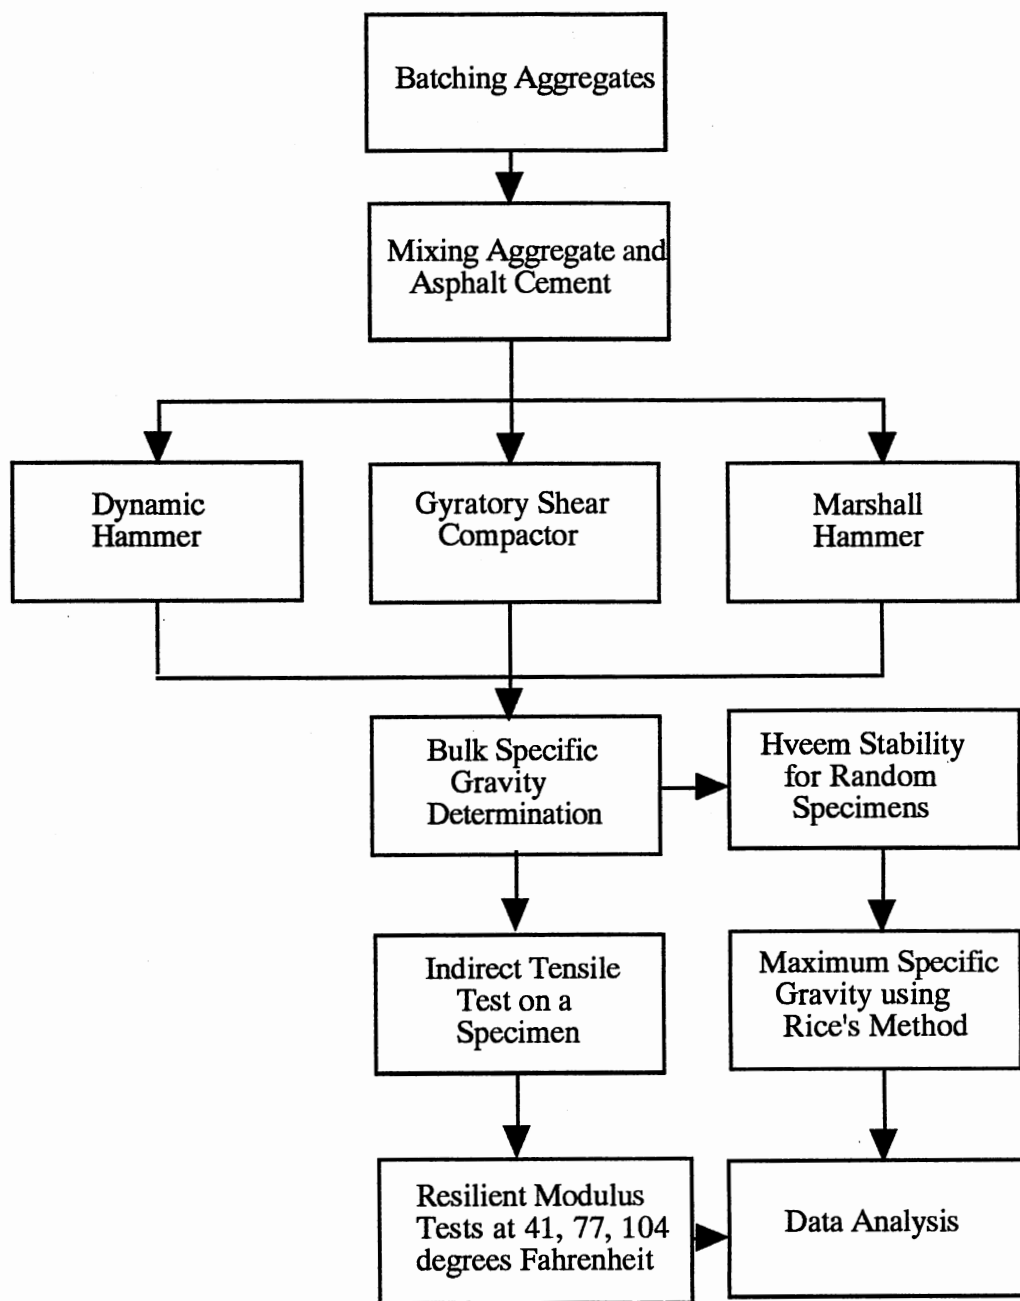 Batching Aggregates
Mixing Aggregate and
Asphalt Cement
Dynamic
Hammer
Gyratory Shear
Compactor
Marshall
Hammer
Bulk Specific
Gravity
Determination
Hveem Stability
for Random
Specimens
Indirect Tensile
Test on a
Specimen
Maximum Specific
Gravity using
Rice's Method
Resilient Modulus
Tests at 41, 77, 104
degrees Fahrenheit
Data Analysis